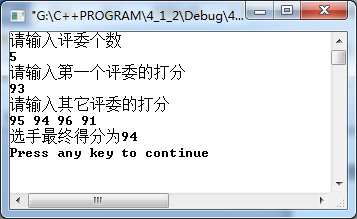 "G:\C++PROGRAM\4_1_2\Debug\4...
请输入评委个数
5
请输入第一个评委的打分
93
请输入其它评委的打分
95 94 96 91
选手最终得分为94
Press any key to continue